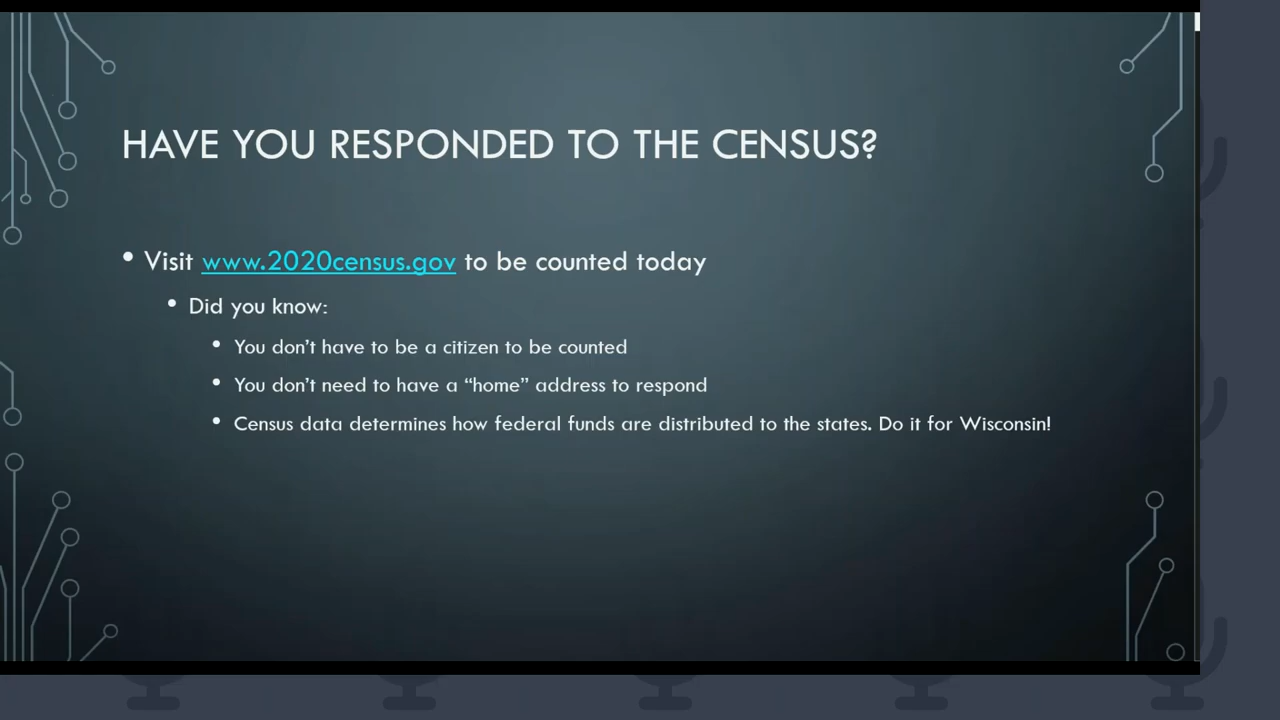 HAVE YOU RESPONDED TO THE CENSUS?
• Visit www.2020census.gov to be counted today
• Did you know:
• You don't have to be a citizen to be counted
• You don't need to have a “home” address to respond
• Census data determines how federal funds are distributed to the states. Do it for Wisconsin!